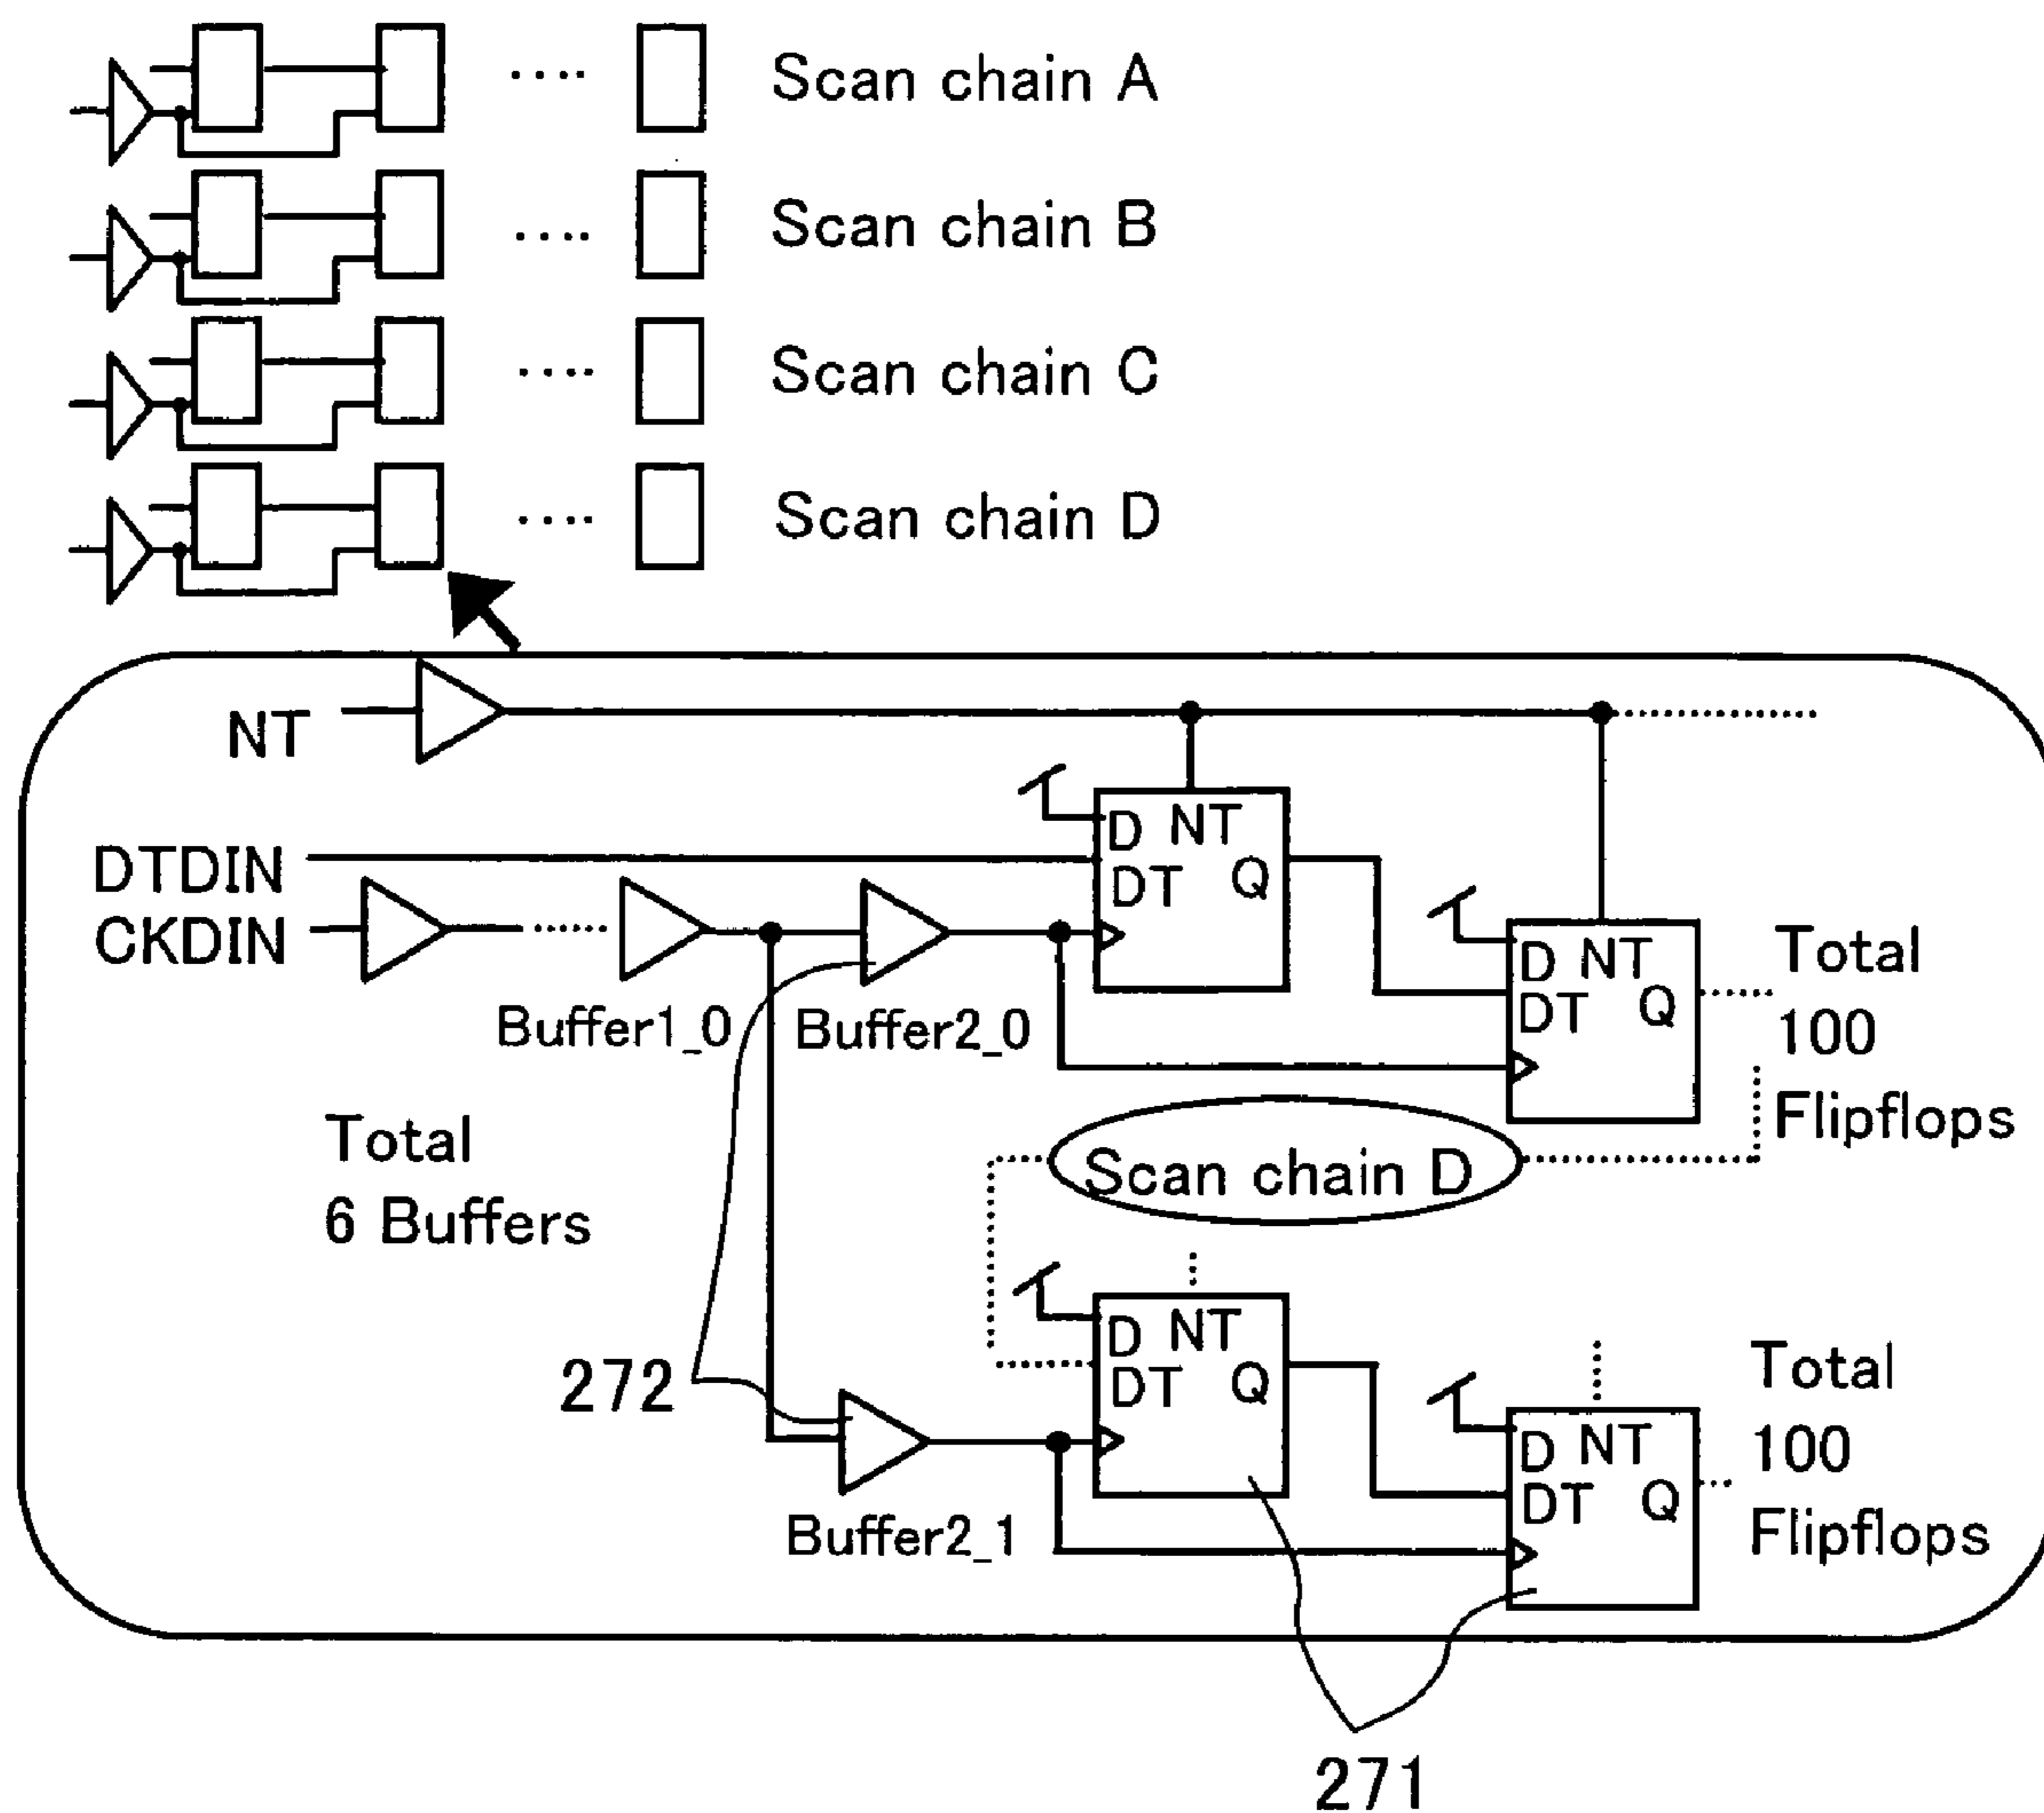 Scan chain A
Scan chain B
Scan chain C
Scan chain D
NT
D NT
DT Q
DTDIN
CKDIN
D NT
DT Q
Total
100
Flipflops
Buffer1_0
Buffer2_0
Total
6 Buffers
Scan chain D
D NT
DT Q
272
D NT
DT Q
Total
100
Flipflops
Buffer2_1
271